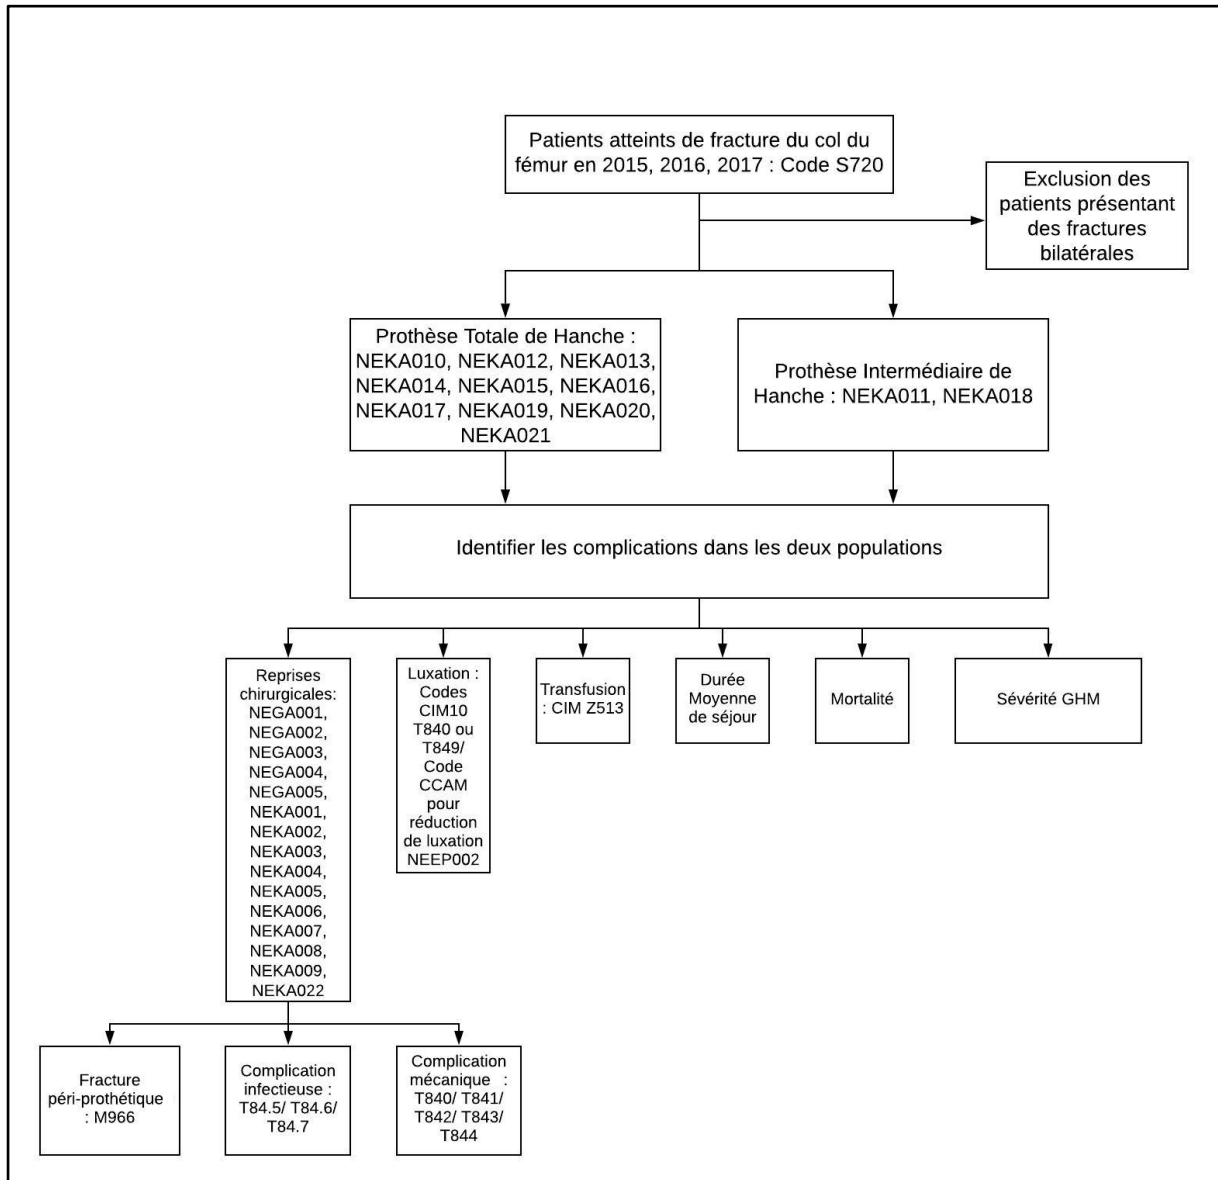 Patients atteints de fracture du col du
fémur en 2015, 2016, 2017 : Code S720
Exclusion des
patients présentant
des fractures
bilatérales
Prothèse Totale de Hanche :
NEKA010, NEKA012, NEKA013,
NEKA014, NEKA015, NEKA016,
NEKA017, NEKA019, NEKA020,
NEKA021
Prothèse Intermédiaire de
Hanche : NEKA011, NEKA018
Identifier les complications dans les deux populations
Reprises
chirurgicales:
NEGA001,
NEGA002,
NEGA003,
NEGA004,
NEGA005,
NEKA001,
NEKA002,
NEKA003,
NEKA004,
NEKA005,
NEKA006,
NEKA007,
NEKA008,
NEKA009,
NEKA022
Luxation :
Codes
CIM10
T840 ou
T849/
Code
CCAM
pour
réduction
de luxation
NEEP002
Transfusion
: CIM Z513
Durée
Moyenne
de séjour
Mortalité
Sévérité GHM
Fracture
péri-prothétique
: M966
Complication
infectieuse :
T84.5/ T84.6/
T84.7
Complication
mécanique :
T840/ T841/
T842/ T843/
T844